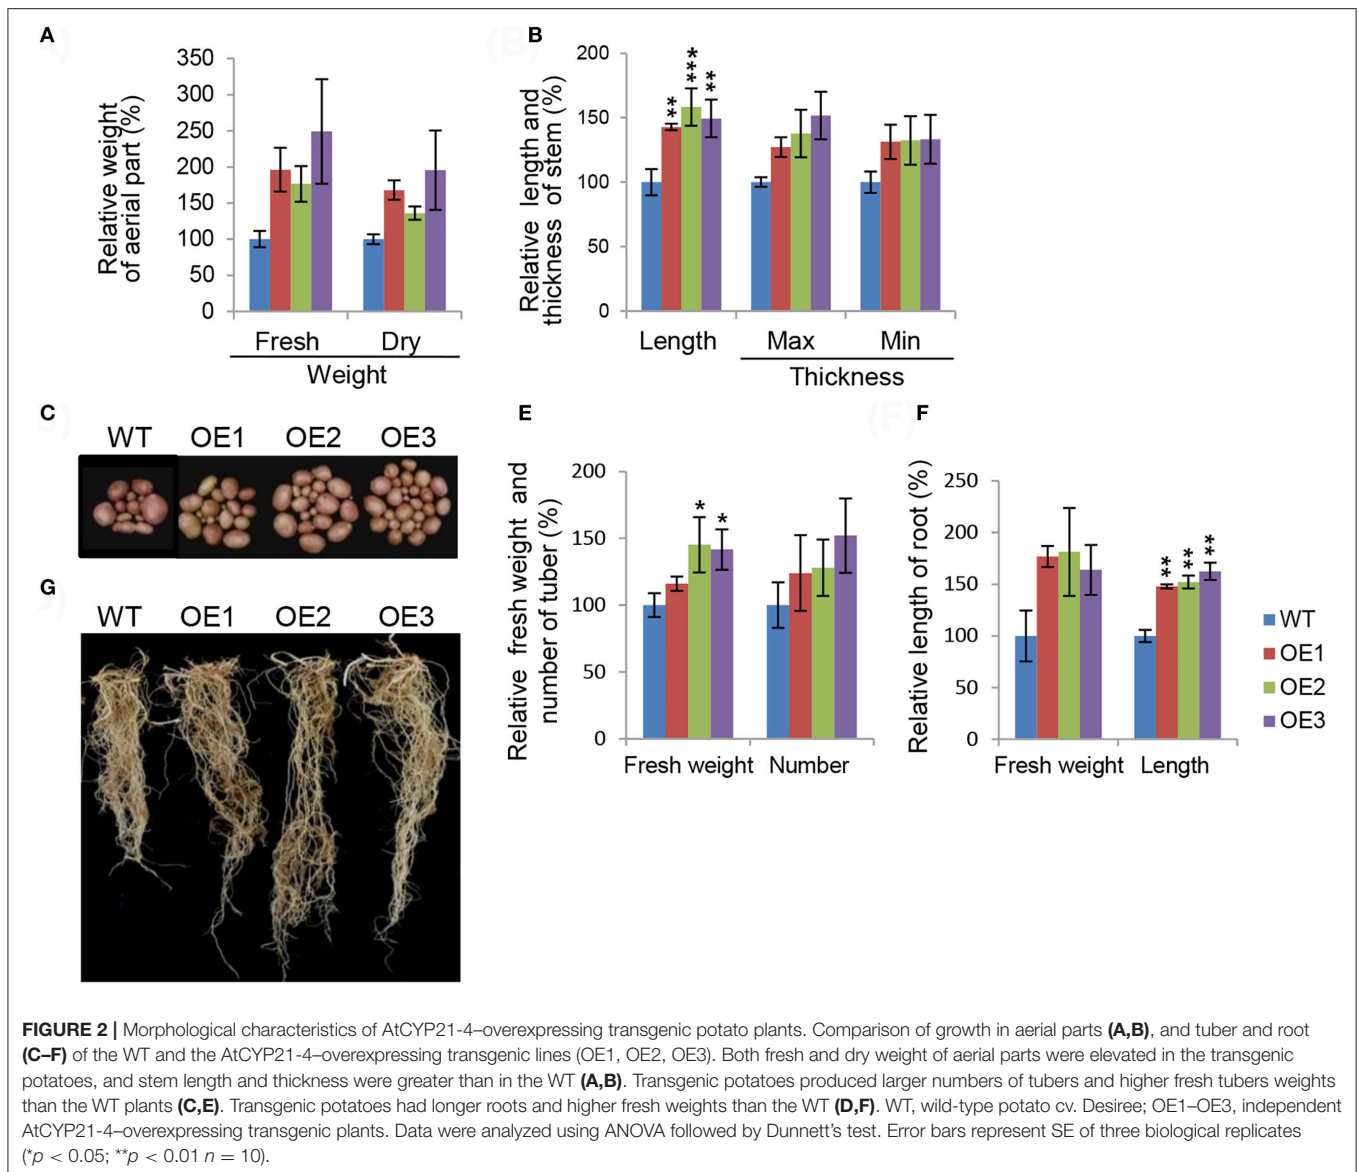 A
Relative weight
of aerial part (%)
350
300
250
200
150
100
50
0
Fresh
Dry
Weight
B
Relative length and
thickness of stem (%)
200
150
100
50
0
**
***
**
Length
Max
Min
Thickness
C
WT
OE1
OE2
OE3
E
Relative fresh weight and
number of tuber (%)
200
150
100
50
0
*
*
Fresh weight
Number
F
Relative length of root (%)
250
200
150
100
50
0
**
**
**
Fresh weight
Length
WT
OE1
OE2
OE3
G
WT
OE1
OE2
OE3
FIGURE 2 | Morphological characteristics of AtCYP21-4–overexpressing transgenic potato plants. Comparison of growth in aerial parts (A,B), and tuber and root
(C–F) of the WT and the AtCYP21-4–overexpressing transgenic lines (OE1, OE2, OE3). Both fresh and dry weight of aerial parts were elevated in the transgenic
potatoes, and stem length and thickness were greater than in the WT (A,B). Transgenic potatoes produced larger numbers of tubers and higher fresh tubers weights
than the WT plants (C,E). Transgenic potatoes had longer roots and higher fresh weights than the WT (D,F). WT, wild-type potato cv. Desiree; OE1–OE3, independent
AtCYP21-4–overexpressing transgenic plants. Data were analyzed using ANOVA followed by Dunnett's test. Error bars represent SE of three biological replicates
(*p < 0.05; **p < 0.01 n = 10).